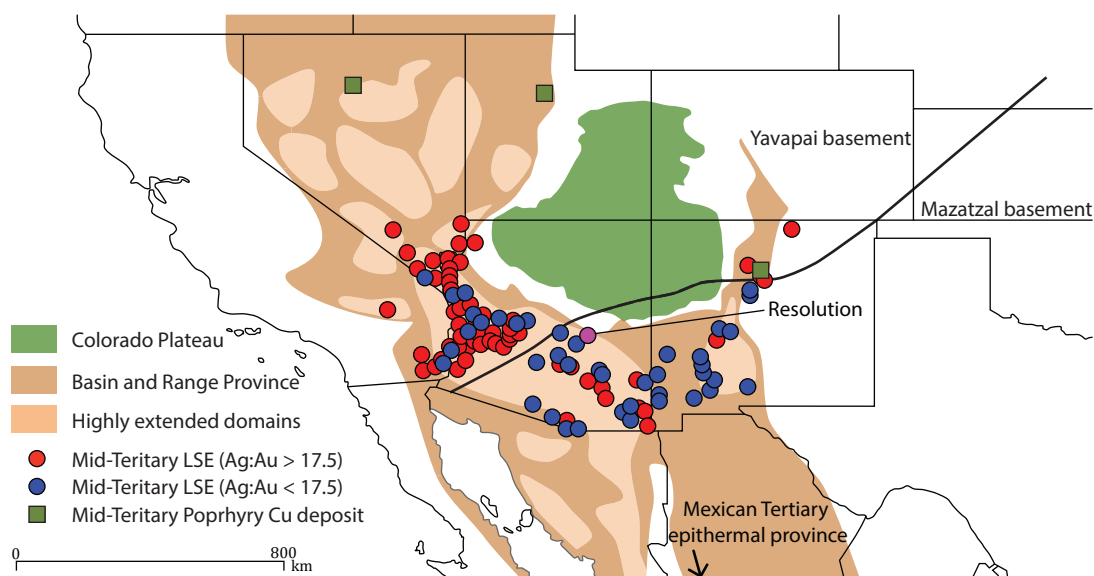 Yavapai basement
Mazatzal basement
Resolution
Colorado Plateau
Basin and Range Province
Highly extended domains
Mid-Teritary LSE (Ag:Au > 17.5)
Mid-Teritary LSE (Ag:Au < 17.5)
Mid-Teritary Poprhyry Cu deposit
Mexican Tertiary
epithermal province
0 800
km